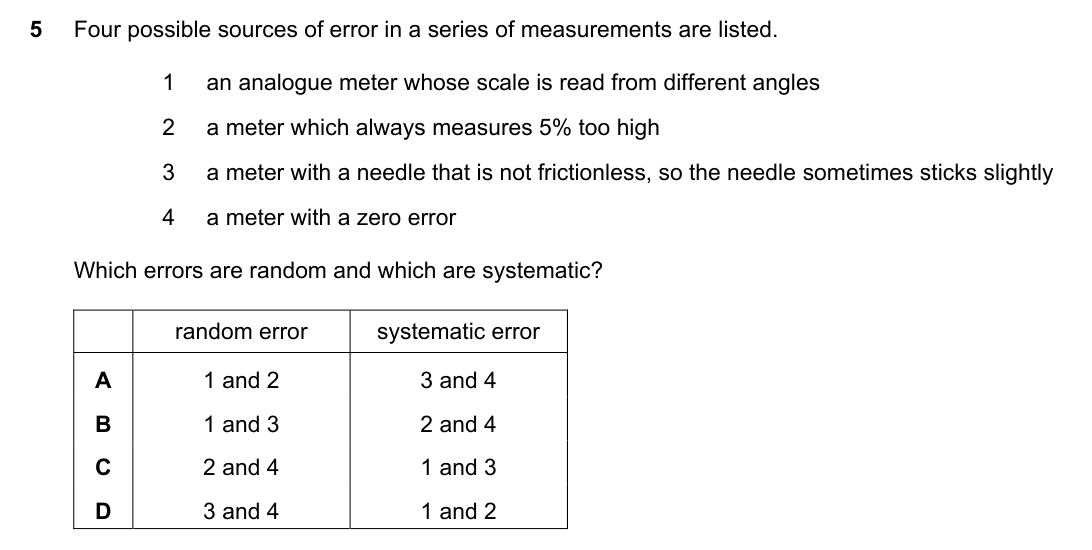 5 Four possible sources of error in a series of measurements are listed.
1 an analogue meter whose scale is read from different angles
2 a meter which always measures 5% too high
3 a meter with a needle that is not frictionless, so the needle sometimes sticks slightly
4 a meter with a zero error
Which errors are random and which are systematic?
random error systematic error
A 1 and 2 3 and 4
B 1 and 3 2 and 4
C 2 and 4 1 and 3
D 3 and 4 1 and 2